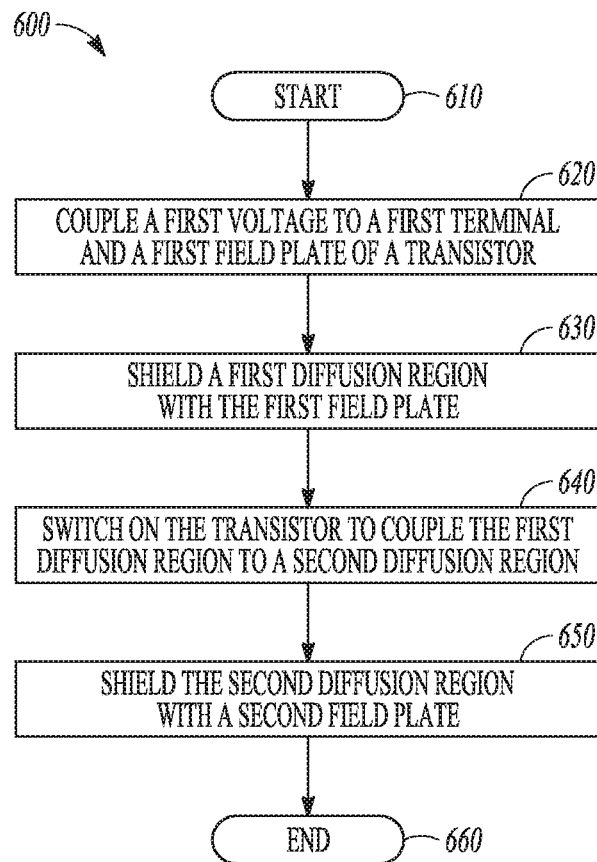 600
START
610
620
COUPLE A FIRST VOLTAGE TO A FIRST TERMINAL
AND A FIRST FIELD PLATE OF A TRANSISTOR
630
SHIELD A FIRST DIFFUSION REGION
WITH THE FIRST FIELD PLATE
640
SWITCH ON THE TRANSISTOR TO COUPLE THE FIRST
DIFFUSION REGION TO A SECOND DIFFUSION REGION
650
SHIELD THE SECOND DIFFUSION REGION
WITH A SECOND FIELD PLATE
END
660